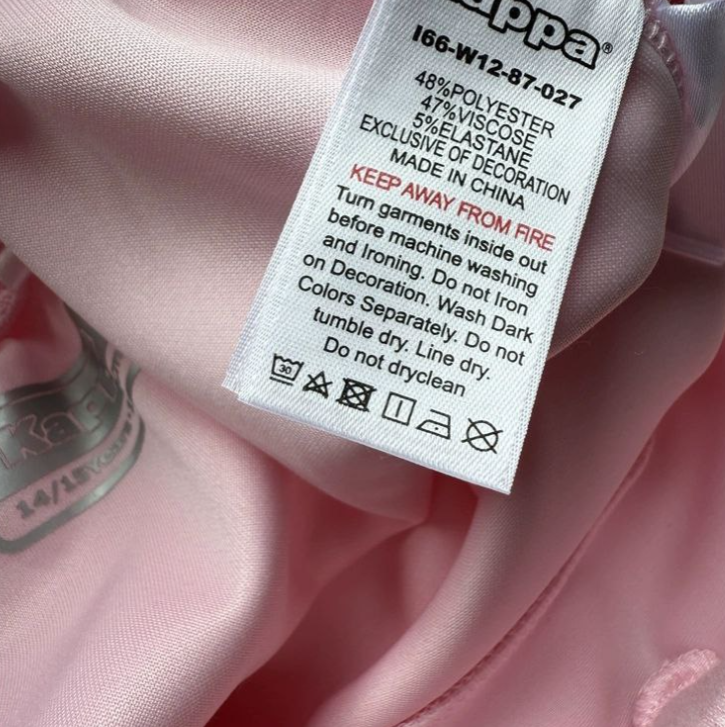 Kappa®
I66-W12-87-027
48%POLYESTER
47%VISCOSE
5%ELASTANE
EXCLUSIVE OF DECORATION
MADE IN CHINA
KEEP AWAY FROM FIRE
Turn garments inside out
before machine washing
and Ironing. Do not Iron
on Decoration. Wash Dark
Colors Separately. Do not
tumble dry. Line dry.
Do not dryclean
30
14/15